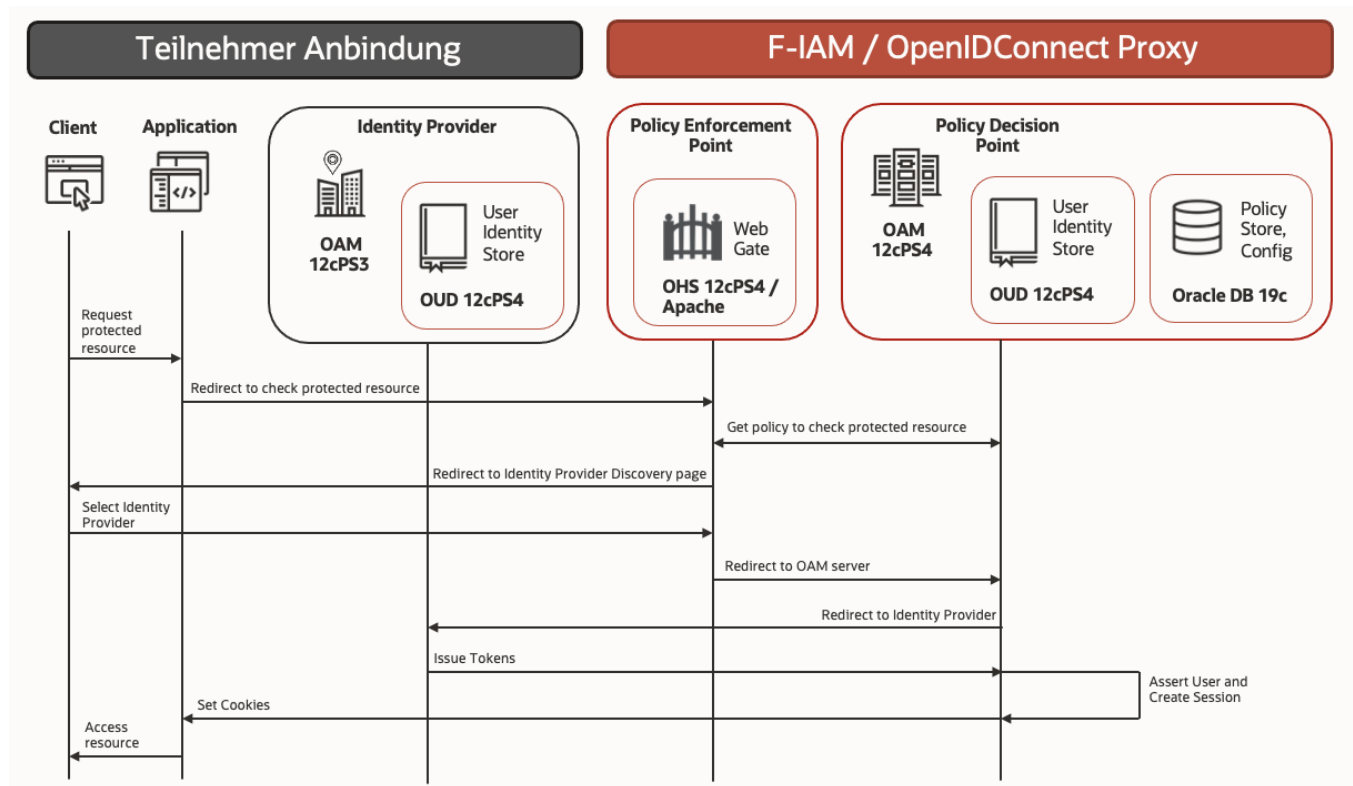 Teilnehmer Anbindung
F-IAM / OpenIDConnect Proxy
Client
Application
Identity Provider
Policy Enforcement
Point
Policy Decision
Point
</>
OAM
12cPS3
User
Identity
Store
OUD 12cPS4
Web
Gate
OHS 12cPS4 /
Apache
OAM
12cPS4
User
Identity
Store
OUD 12cPS4
Policy
Store,
Config
Oracle DB 19c
Request
protected
resource
Redirect to check protected resource
Get policy to check protected resource
Redirect to Identity Provider Discovery page
Select Identity
Provider
Redirect to OAM server
Redirect to Identity Provider
Issue Tokens
Assert User and
Create Session
Set Cookies
Access
resource